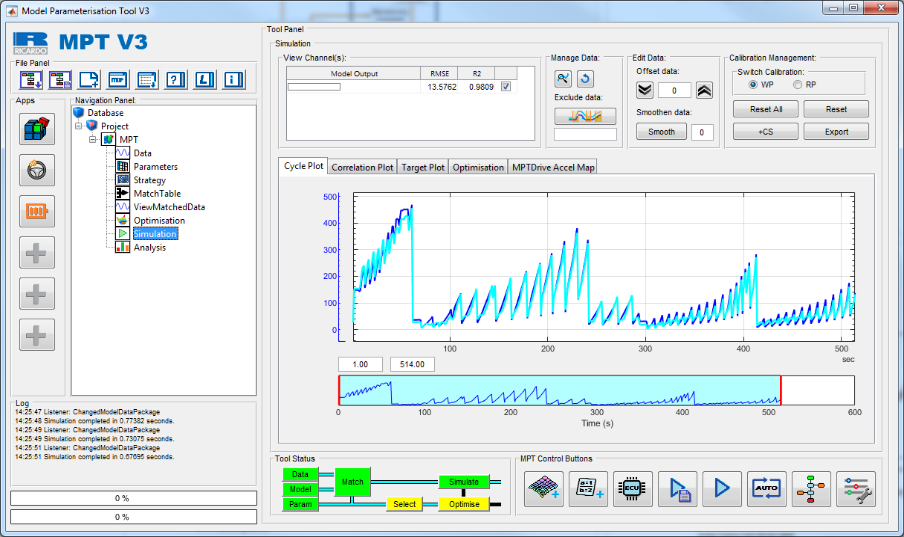 Model Parameterisation Tool V3
RICARDO
MPT V3
File Panel
MDF
?
L
i
Apps
Navigation Panel:
Database
Project
MPT
Data
Parameters
Strategy
MatchTable
ViewMatchedData
Optimisation
Simulation
Analysis
Log
14:25:47 Listener: ChangedModelDataPackage
14:25:48 Simulation completed in 0.77382 seconds.
14:25:49 Listener: ChangedModelDataPackage
14:25:49 Simulation completed in 0.73075 seconds.
14:25:51 Listener: ChangedModelDataPackage
14:25:51 Simulation completed in 0.67695 seconds.
0 %
0 %
Tool Panel
Simulation
View Channel(s):
Model Output RMSE R2
13.5762 0.9809
Manage Data:
Exclude data:
Edit Data:
Offset data:
0
Smoothen data:
Smooth 0
Calibration Management:
Switch Calibration:
WP RP
Reset All Reset
+CS Export
Cycle Plot Correlation Plot Target Plot Optimisation MPTDrive Accel Map
500
400
300
200
100
0
100 200 300 400 500
sec
1.00 514.00
0 100 200 300 400 500 600
Time (s)
Tool Status
Data
Model
Param
Match
Select
Simulate
Optimise
MPT Control Buttons
ECU
AUTO